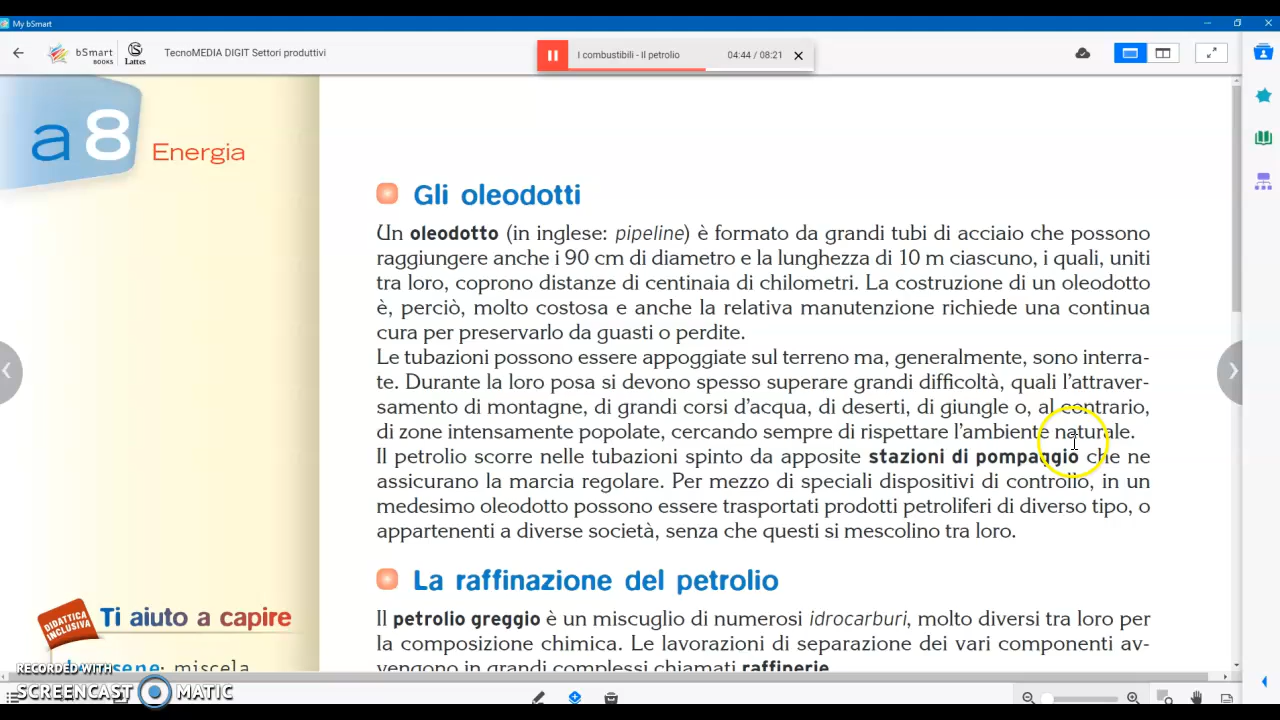 My bSmart
bSmart
BOOKS
Lattes
TecnoMEDIA DIGIT Settori produttivi
I combustibili - Il petrolio
04:44 / 08:21
a8
Energia
Gli oleodotti
Un oleodotto (in inglese: pipeline) è formato da grandi tubi di acciaio che possono
raggiungere anche i 90 cm di diametro e la lunghezza di 10 m ciascuno, i quali, uniti
tra loro, coprono distanze di centinaia di chilometri. La costruzione di un oleodotto
è, perciò, molto costosa e anche la relativa manutenzione richiede una continua
cura per preservarlo da guasti o perdite.
Le tubazioni possono essere appoggiate sul terreno ma, generalmente, sono interra-
te. Durante la loro posa si devono spesso superare grandi difficoltà, quali l'attraver-
samento di montagne, di grandi corsi d'acqua, di deserti, di giungle o, al contrario,
di zone intensamente popolate, cercando sempre di rispettare l'ambiente naturale.
Il petrolio scorre nelle tubazioni spinto da apposite stazioni di pompaggio che ne
assicurano la marcia regolare. Per mezzo di speciali dispositivi di controllo, in un
medesimo oleodotto possono essere trasportati prodotti petroliferi di diverso tipo, o
appartenenti a diverse società, senza che questi si mescolino tra loro.
La raffinazione del petrolio
Il petrolio greggio è un miscuglio di numerosi idrocarburi, molto diversi tra loro per
la composizione chimica. Le lavorazioni di separazione dei vari componenti av-
vengono in grandi complessi chiamati raffinerie
DIDATTICA
INCLUSIVA
Ti aiuto a capire
miscela
RECORDED WITH
SCREENCAST MATIC